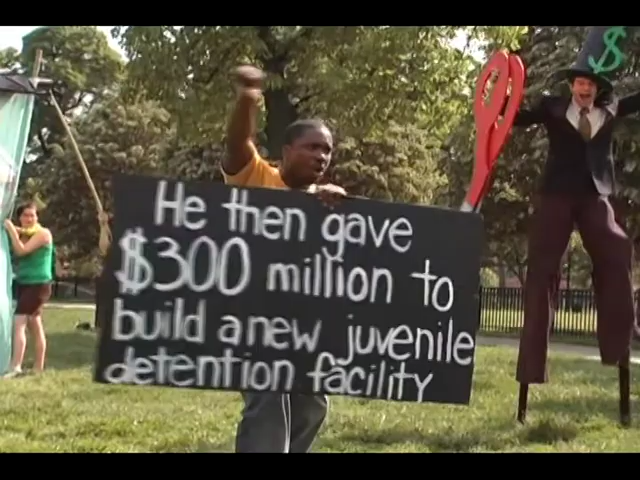 $
He then gave
$300 million to
build a new juvenile
detention facility